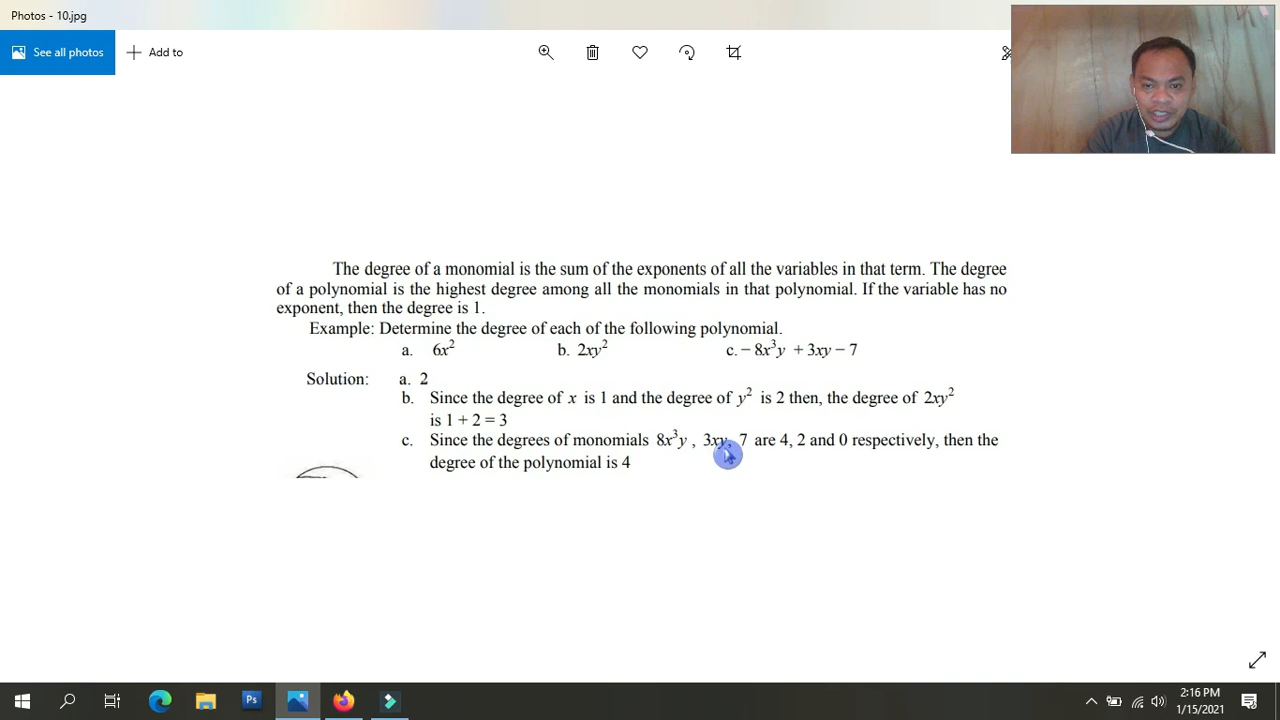 Photos - 10.jpg
See all photos
Add to
The degree of a monomial is the sum of the exponents of all the variables in that term. The degree
of a polynomial is the highest degree among all the monomials in that polynomial. If the variable has no
exponent, then the degree is 1.
Example: Determine the degree of each of the following polynomial.
a. 6x² b. 2xy² c. − 8x³y + 3xy − 7
Solution: a. 2
b. Since the degree of x is 1 and the degree of y² is 2 then, the degree of 2xy²
is 1 + 2 = 3
c. Since the degrees of monomials 8x³y , 3xy, 7 are 4, 2 and 0 respectively, then the
degree of the polynomial is 4
Ps
2:16 PM
1/15/2021